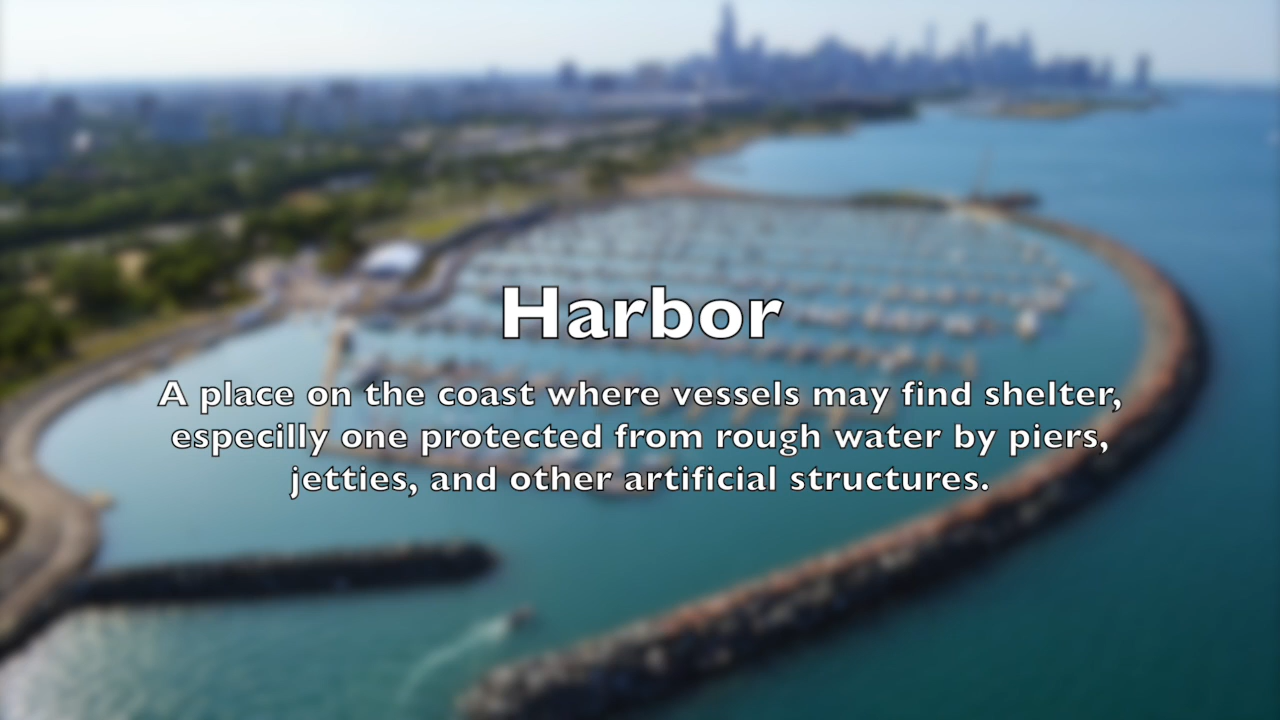 Harbor
A place on the coast where vessels may find shelter,
especilly one protected from rough water by piers,
jetties, and other artificial structures.